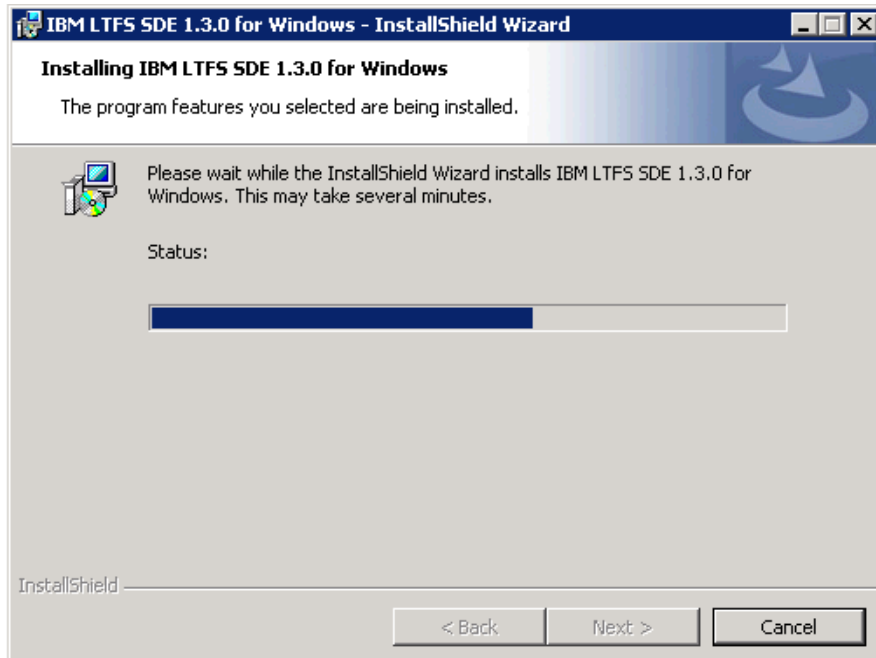 IBM LTFS SDE 1.3.0 for Windows - InstallShield Wizard
Installing IBM LTFS SDE 1.3.0 for Windows
The program features you selected are being installed.
Please wait while the InstallShield Wizard installs IBM LTFS SDE 1.3.0 for
Windows. This may take several minutes.
Status:
InstallShield
< Back
Next >
Cancel